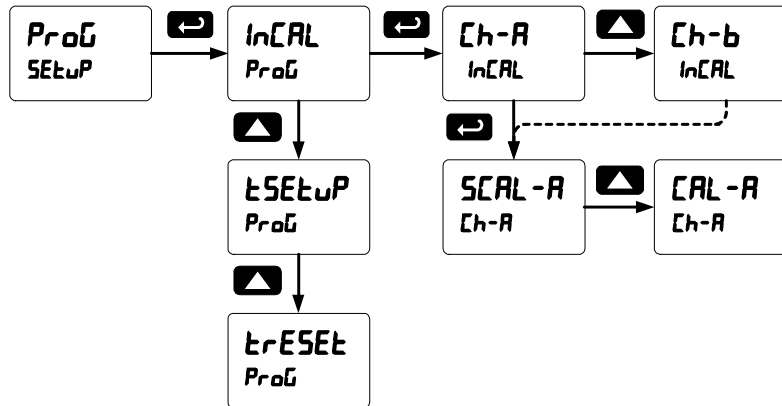 ProG
SEtuP
InCAL
ProG
Ch-A
InCAL
Ch-b
InCAL
tSEtuP
ProG
SCAL-A
Ch-A
CAL-A
Ch-A
trESEt
ProG